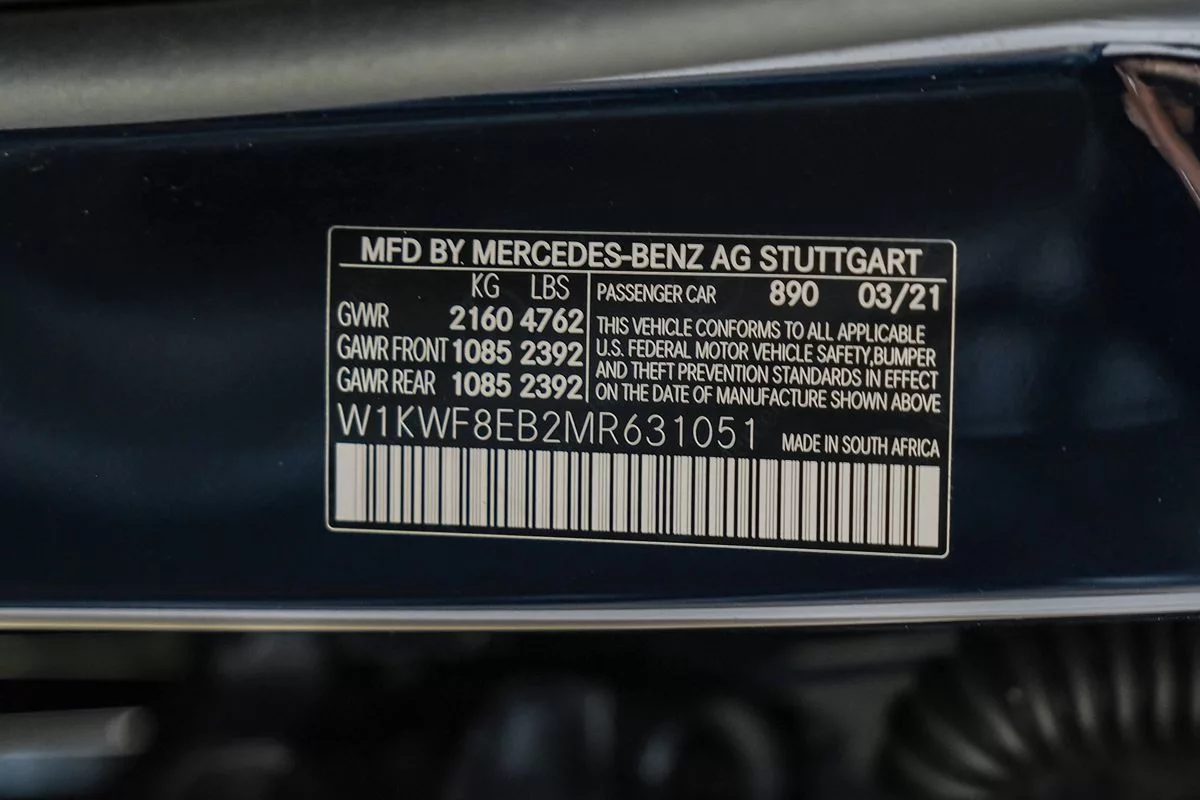 MFD BY MERCEDES-BENZ AG STUTTGART
KG LBS
GVWR 2160 4762
GAWR FRONT 1085 2392
GAWR REAR 1085 2392
PASSENGER CAR 890 03/21
THIS VEHICLE CONFORMS TO ALL APPLICABLE
U.S. FEDERAL MOTOR VEHICLE SAFETY,BUMPER
AND THEFT PREVENTION STANDARDS IN EFFECT
ON THE DATE OF MANUFACTURE SHOWN ABOVE
W1KWF8EB2MR631051 MADE IN SOUTH AFRICA